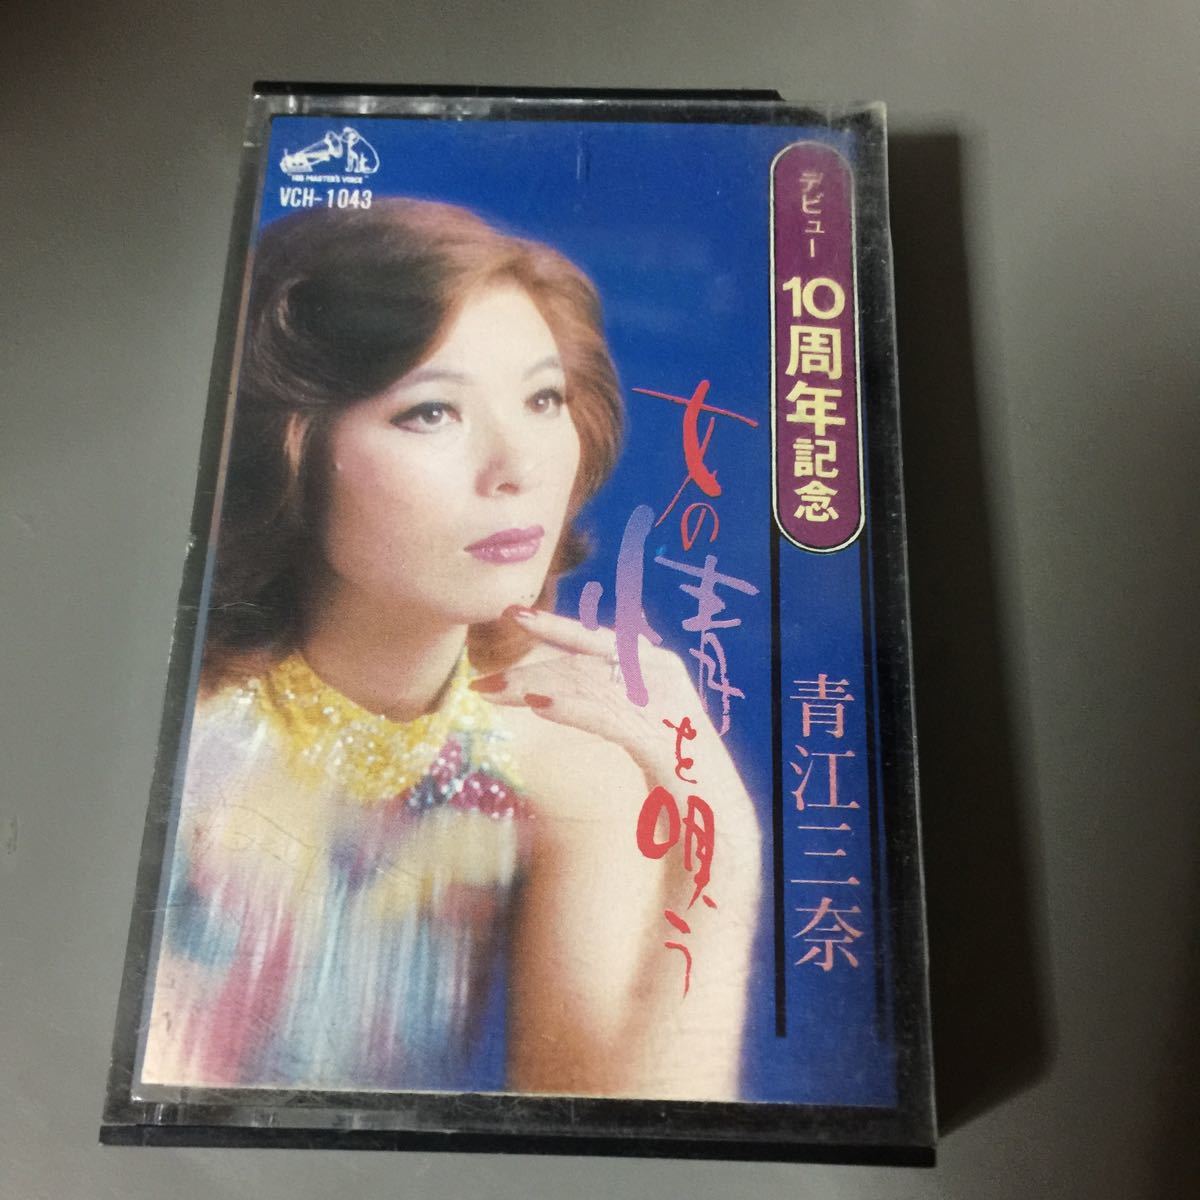 HIS MASTER'S VOICE
VCH-1043
デビュー10周年記念
女の情を唄う
青江三奈